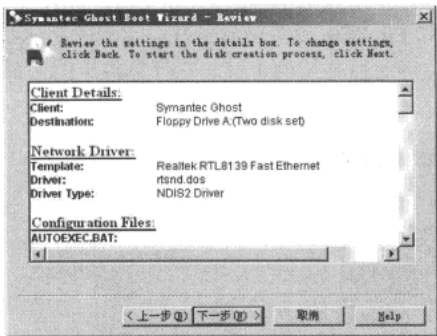 Symantec Ghost Boot Wizard - Review
Review the settings in the details box. To change settings,
click Back. To start the disk creation process, click Next.
Client Details:
Client: Symantec Ghost
Destination: Floppy Drive A:(Two disk set)
Network Driver:
Template: Realtek RTL8139 Fast Ethernet
Driver: rtsnd.dos
Driver Type: NDIS2 Driver
Configuration Files:
AUTOEXEC.BAT:
< 上一步(B) 下一步(N) > 取消 Help